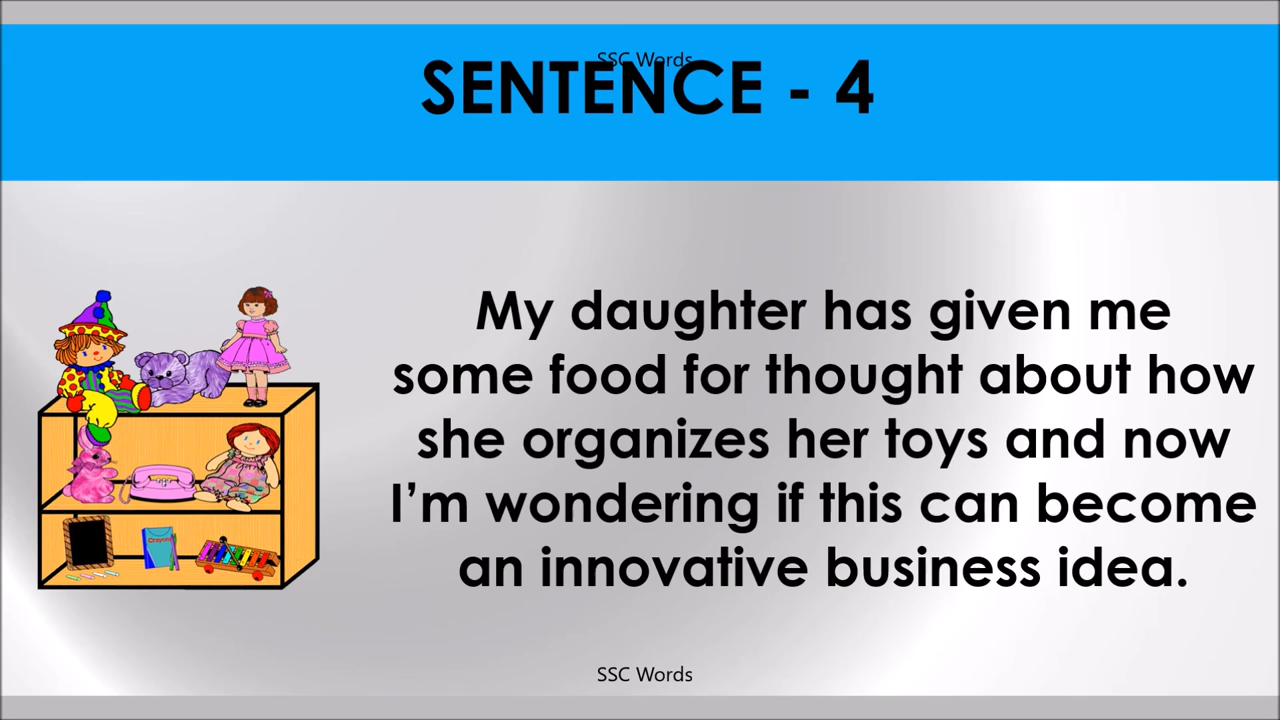 SSC Words
SENTENCE - 4
My daughter has given me
some food for thought about how
she organizes her toys and now
I'm wondering if this can become
an innovative business idea.
Crayons
SSC Words